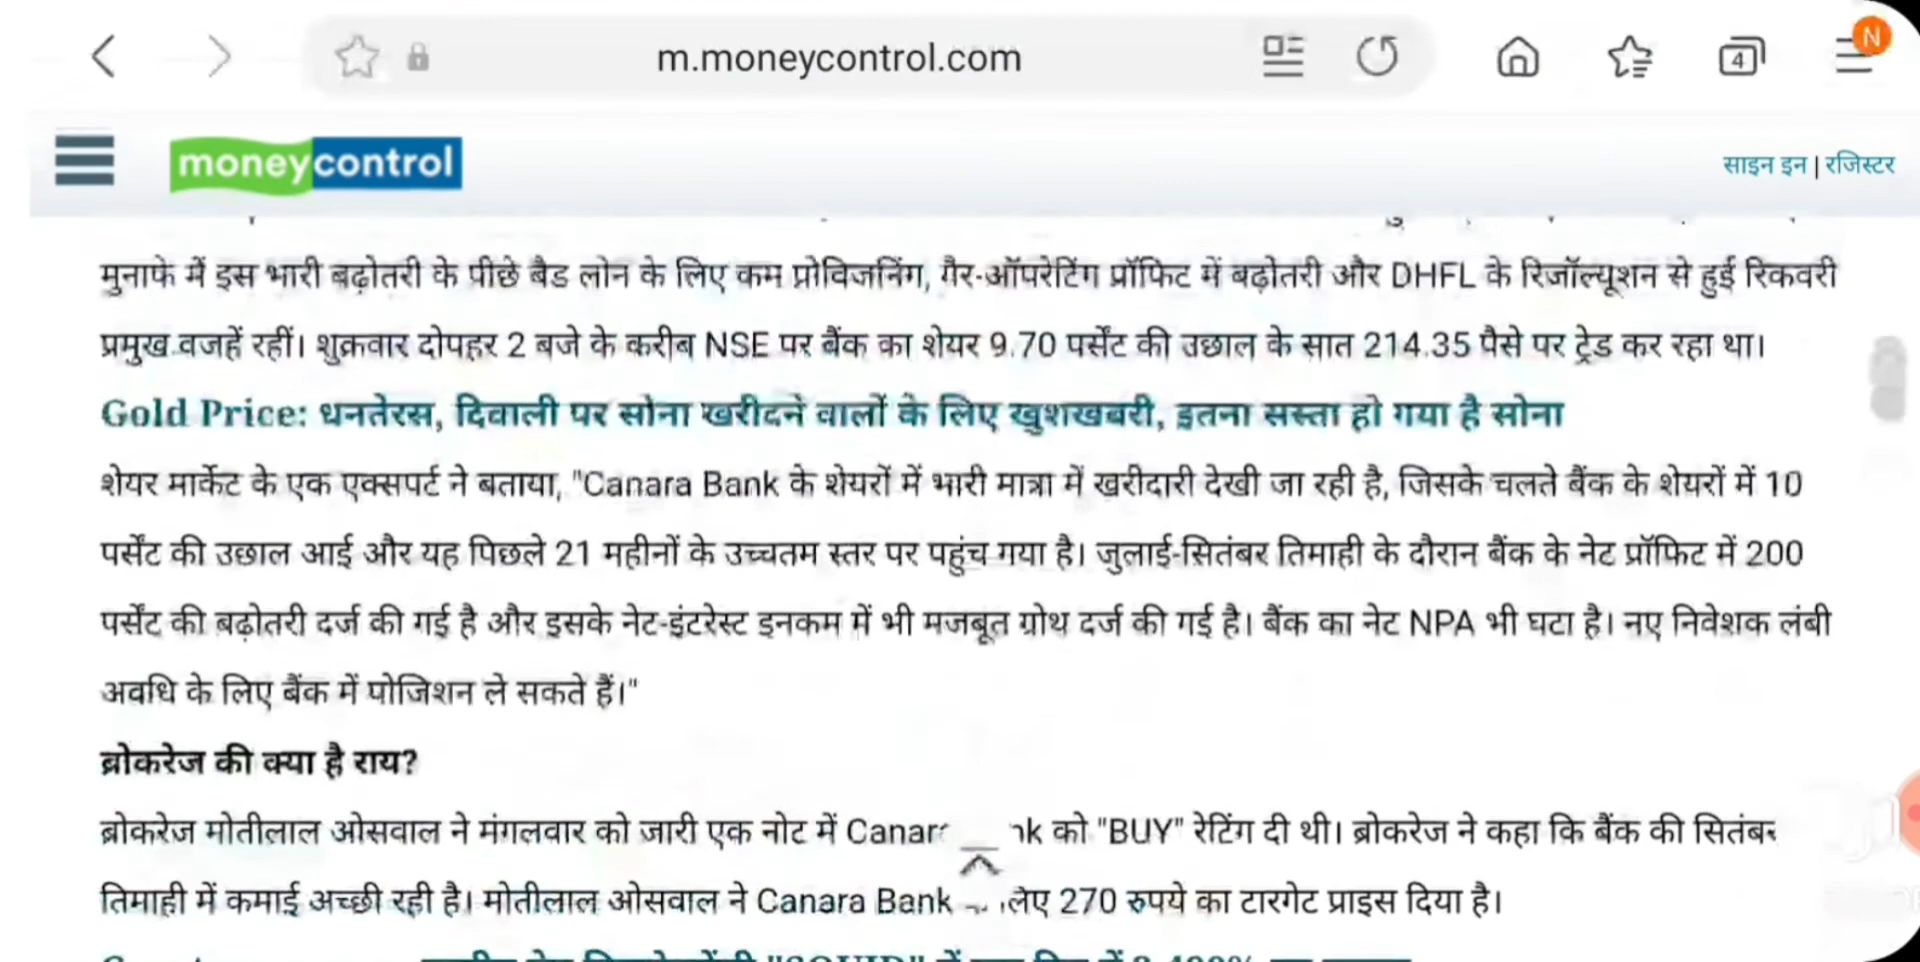 m.moneycontrol.com
4
N
moneycontrol
साइन इन | रजिस्टर
मुनाफे में इस भारी बढ़ोतरी के पीछे बैड लोन के लिए कम प्रोविजनिंग, गैर-ऑपरेटिंग प्रॉफिट में बढ़ोतरी और DHFL के रिजॉल्यूशन से हुई रिकवरी
प्रमुख वजहें रहीं। शुक्रवार दोपहर 2 बजे के करीब NSE पर बैंक का शेयर 9.70 पर्सेंट की उछाल के सात 214.35 पैसे पर ट्रेड कर रहा था।
Gold Price: धनतेरस, दिवाली पर सोना खरीदने वालों के लिए खुशखबरी, इतना सस्ता हो गया है सोना
शेयर मार्केट के एक एक्सपर्ट ने बताया, "Canara Bank के शेयरों में भारी मात्रा में खरीदारी देखी जा रही है, जिसके चलते बैंक के शेयरों में 10
पर्सेंट की उछाल आई और यह पिछले 21 महीनों के उच्चतम स्तर पर पहुंच गया है। जुलाई-सितंबर तिमाही के दौरान बैंक के नेट प्रॉफिट में 200
पर्सेंट की बढ़ोतरी दर्ज की गई है और इसके नेट-इंटरेस्ट इनकम में भी मजबूत ग्रोथ दर्ज की गई है। बैंक का नेट NPA भी घटा है। नए निवेशक लंबी
अवधि के लिए बैंक में पोजिशन ले सकते हैं।"
ब्रोकरेज की क्या है राय?
ब्रोकरेज मोतीलाल ओसवाल ने मंगलवार को जारी एक नोट में को "BUY" रेटिंग दी थी। ब्रोकरेज ने कहा कि बैंक की सितंबर
तिमाही में कमाई अच्छी रही है। मोतीलाल ओसवाल ने Canara Bank 270 रुपये का टारगेट प्राइस दिया है।